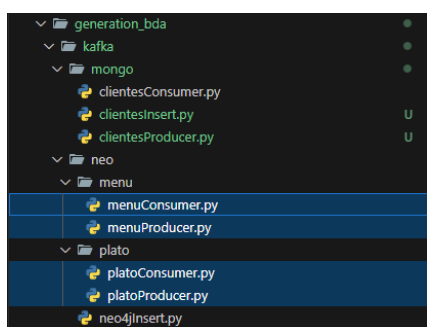 generation_bda
kafka
mongo
clientesConsumer.py
clientesInsert.py U
clientesProducer.py U
neo
menu
menuConsumer.py
menuProducer.py
plato
platoConsumer.py
platoProducer.py
neo4jInsert.py